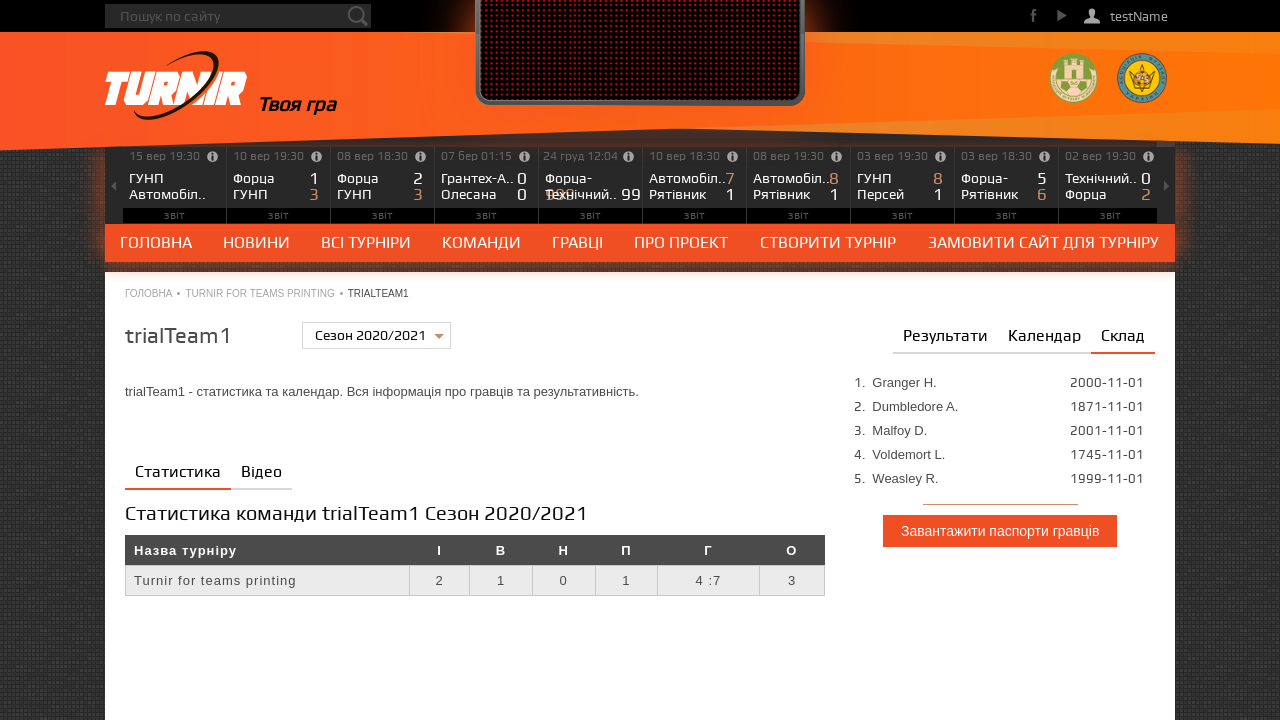 Пошук по сайту
testName
TURNIR Твоя гра
15 вер 19:30 10 вер 19:30 08 вер 18:30 07 бер 01:15 24 груд 12:04 10 вер 18:30 08 вер 19:30 03 вер 19:30 03 вер 18:30 02 вер 19:30
ГУНП Форца 1 Форца 2 Грантех-А.. 0 Форца- 999 Автомобіл.. 7 Автомобіл.. 8 ГУНП 8 Форца- 5 Технічний.. 0
Автомобіл.. ГУНП 3 ГУНП 3 Олесана 0 Технічний.. 99 Рятівник 1 Рятівник 1 Персей 1 Рятівник 6 Форца 2
звіт звіт звіт звіт звіт звіт звіт звіт звіт звіт
ГОЛОВНА НОВИНИ ВСІ ТУРНІРИ КОМАНДИ ГРАВЦІ ПРО ПРОЕКТ СТВОРИТИ ТУРНІР ЗАМОВИТИ САЙТ ДЛЯ ТУРНІРУ
ГОЛОВНА • TURNIR FOR TEAMS PRINTING • TRIALTEAM1
trialTeam1
Сезон 2020/2021
trialTeam1 - статистика та календар. Вся інформація про гравців та результативність.
Статистика Відео
Статистика команди trialTeam1 Сезон 2020/2021
Назва турніру І В Н П Г О
Turnir for teams printing 2 1 0 1 4 :7 3
Результати Календар Склад
1. Granger H. 2000-11-01
2. Dumbledore A. 1871-11-01
3. Malfoy D. 2001-11-01
4. Voldemort L. 1745-11-01
5. Weasley R. 1999-11-01
Завантажити паспорти гравців